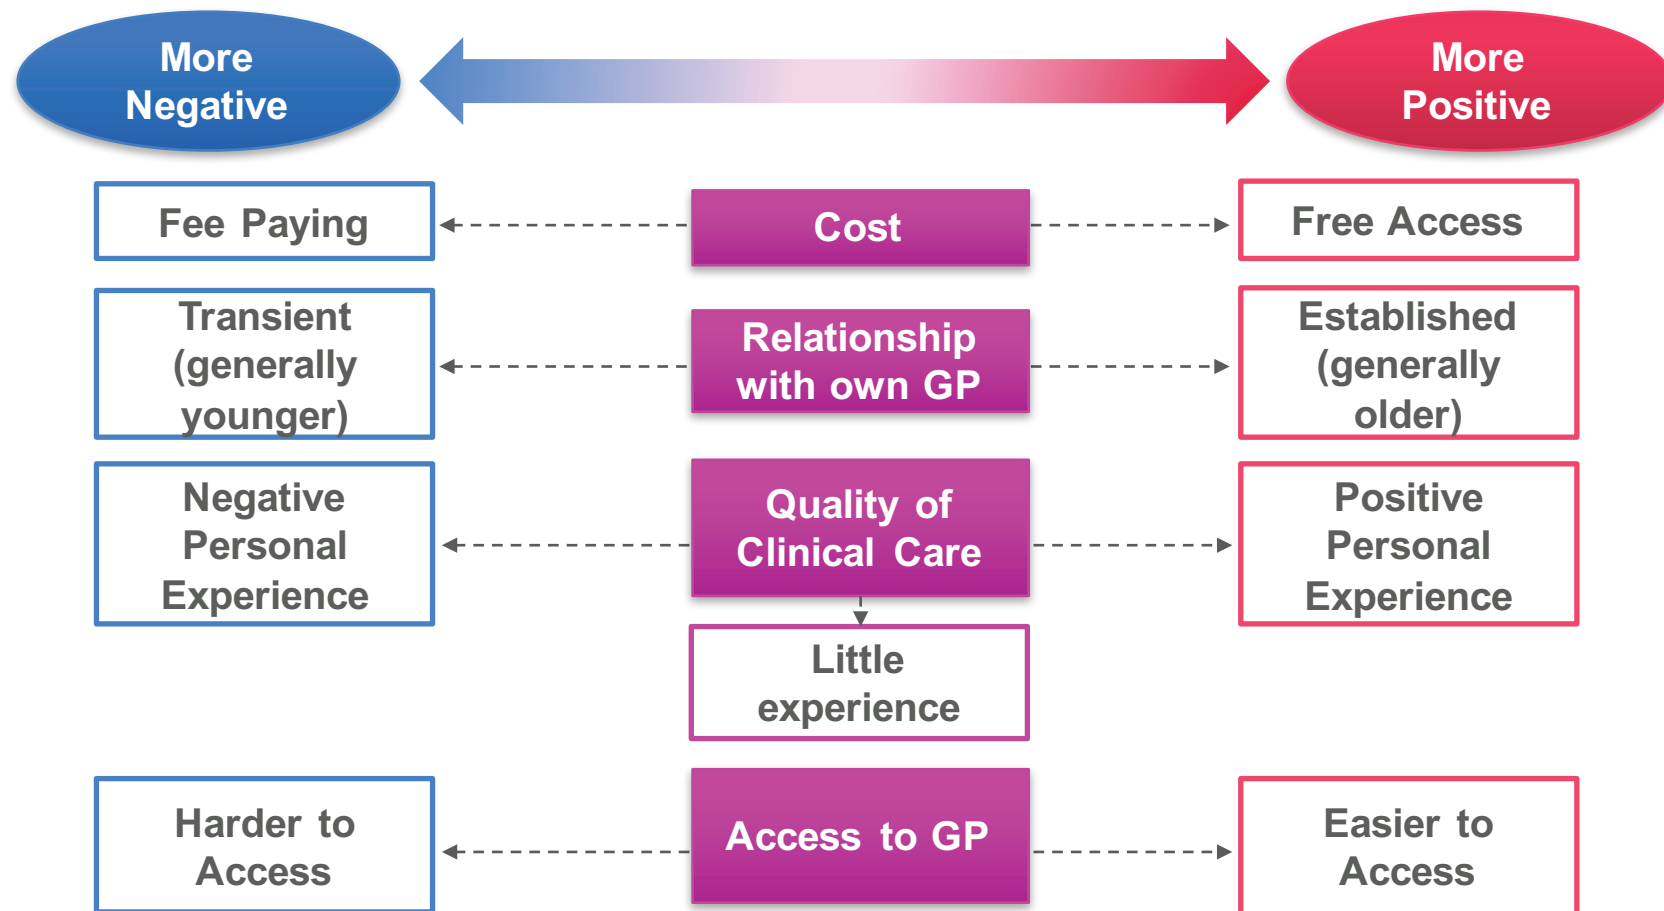 More
Negative
More
Positive
Fee Paying
Cost
Free Access
Transient
(generally
younger)
Relationship
with own GP
Established
(generally
older)
Negative
Personal
Experience
Quality of
Clinical Care
Positive
Personal
Experience
Little
experience
Harder to
Access
Access to GP
Easier to
Access